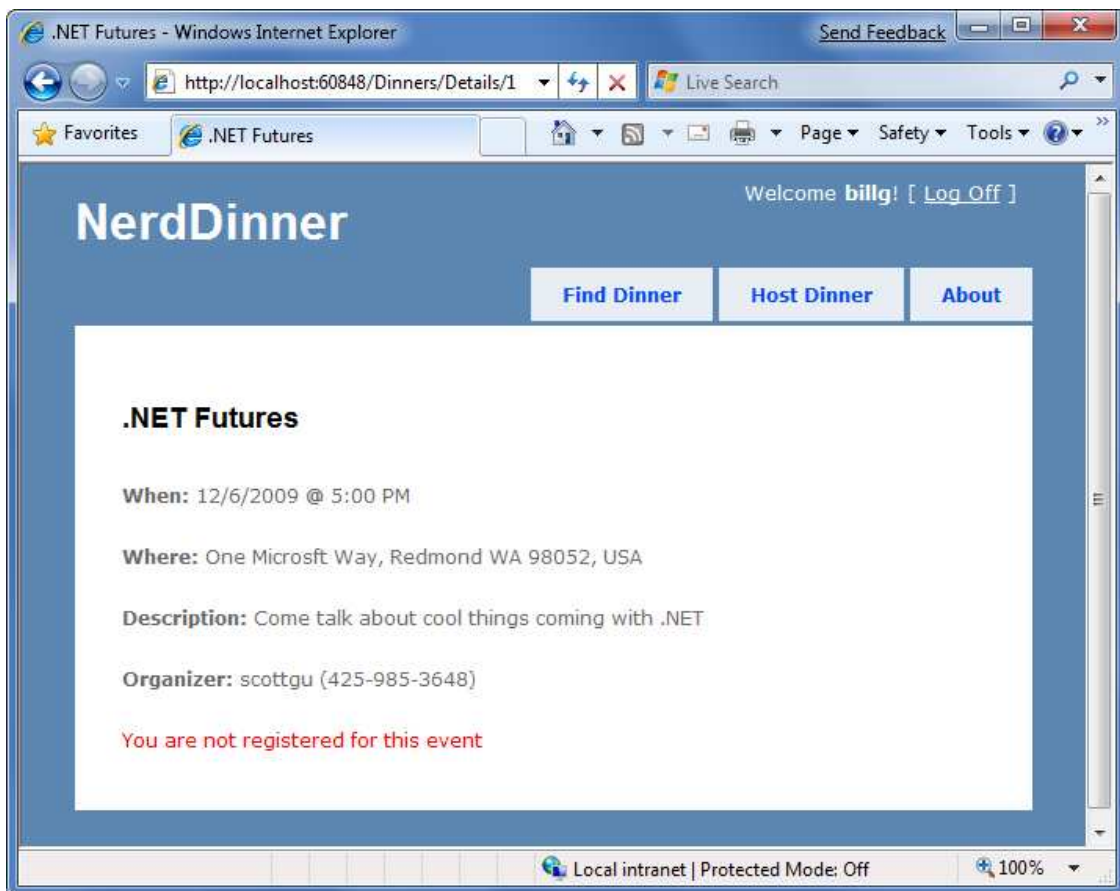 .NET Futures - Windows Internet Explorer
Send Feedback
http://localhost:60848/Dinners/Details/1
Live Search
Favorites
.NET Futures
Page
Safety
Tools
Welcome billg! [ Log Off ]
NerdDinner
Find Dinner
Host Dinner
About
.NET Futures
When: 12/6/2009 @ 5:00 PM
Where: One Microsft Way, Redmond WA 98052, USA
Description: Come talk about cool things coming with .NET
Organizer: scottgu (425-985-3648)
You are not registered for this event
Local intranet | Protected Mode: Off
100%